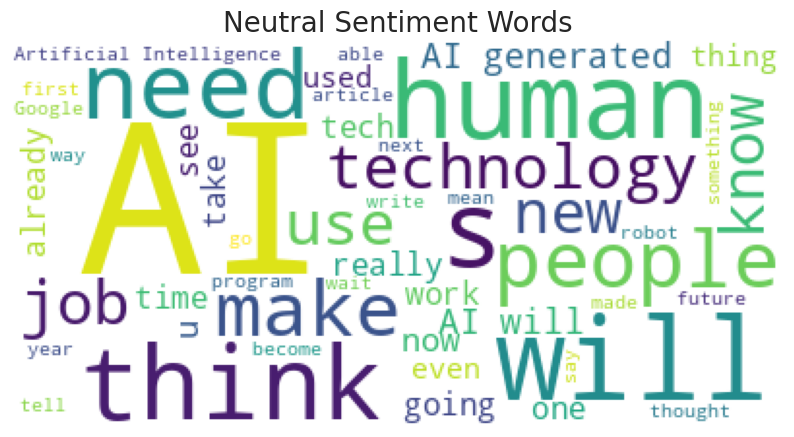 Neutral Sentiment Words
Artificial Intelligence
able
AI generated
thing
first
need
used
human
Google
article
tech
know
something
already
way
see
take
AI
next
technology
use
write
mean
s
new
robot
go
people
really
job
time
program
wait
work
made
future
u
make
AI will
now
will
year
think
become
even
say
tell
going
one
thought